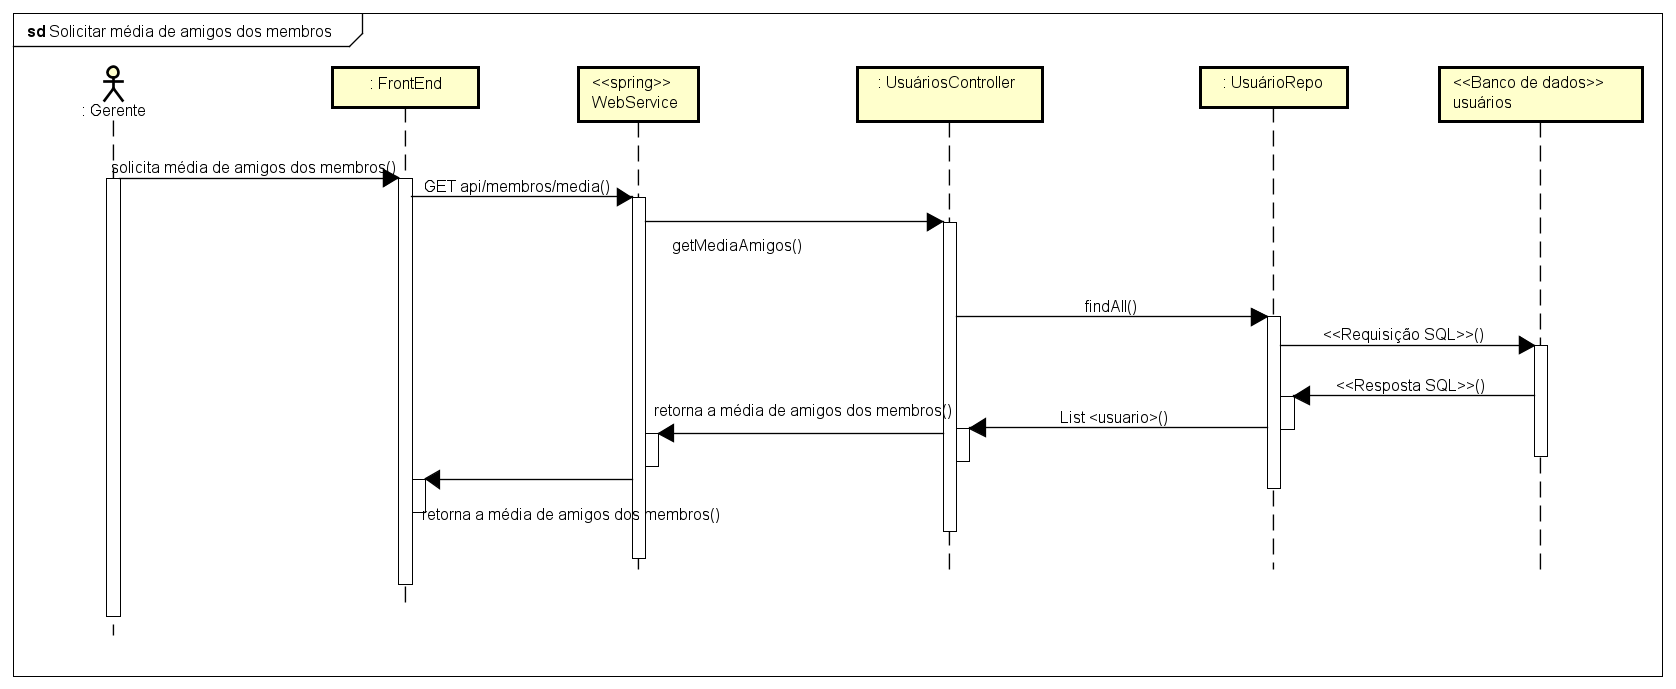 sd Solicitar média de amigos dos membros
: Gerente
: FrontEnd
<<spring>>
WebService
: UsuáriosController
: UsuárioRepo
<<Banco de dados>>
usuários
solicita média de amigos dos membros()
GET api/membros/media()
getMediaAmigos()
findAll()
<<Requisição SQL>>()
<<Resposta SQL>>()
List <usuario>()
retorna a média de amigos dos membros()
retorna a média de amigos dos membros()